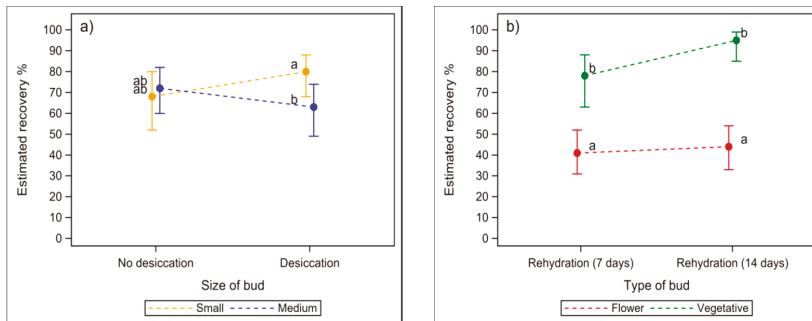 a)
Estimated recovery %
100
90
80
70
60
50
40
30
20
10
0
ab
ab
a
b
No desiccation
Desiccation
Size of bud
Small
Medium
b)
Estimated recovery %
100
90
80
70
60
50
40
30
20
10
0
b
b
a
a
Rehydration (7 days)
Rehydration (14 days)
Type of bud
Flower
Vegetative